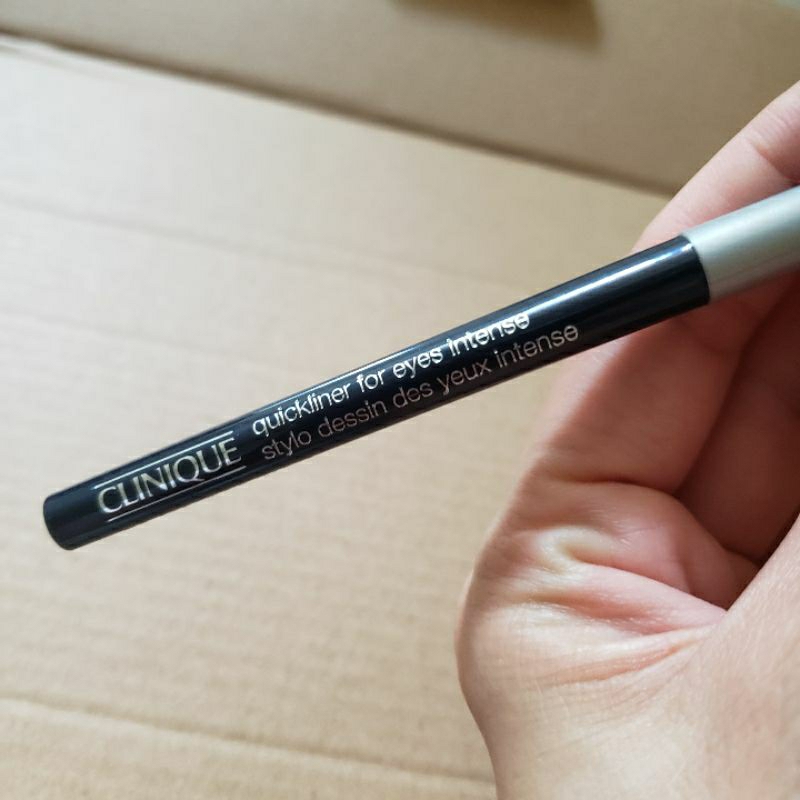 CLINIQUE
quickliner for eyes intense
stylo dessin des yeux intense